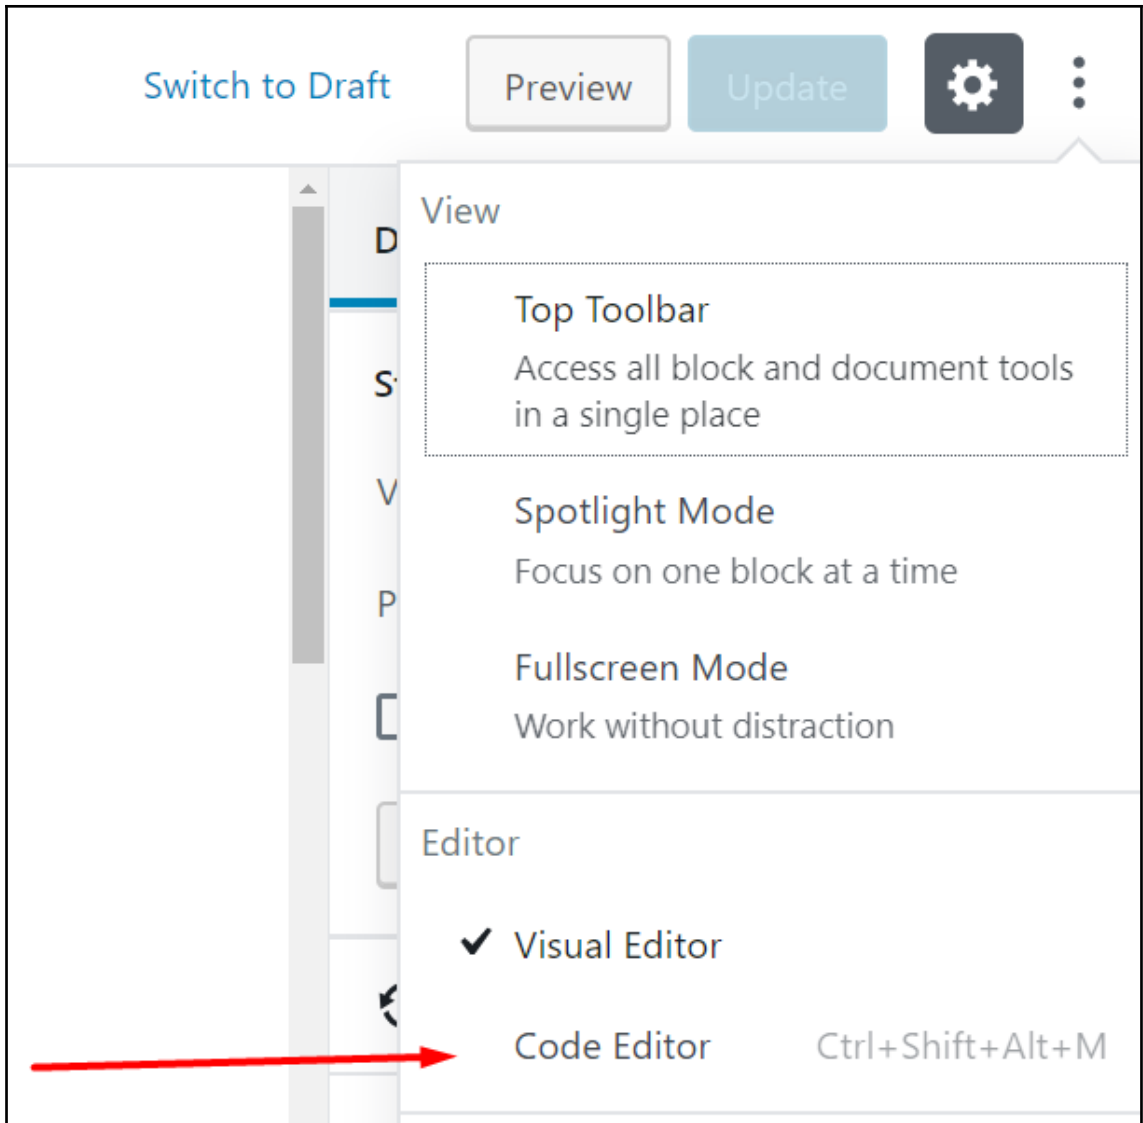 Switch to Draft Preview Update
View
Top Toolbar
Access all block and document tools
in a single place
Spotlight Mode
Focus on one block at a time
Fullscreen Mode
Work without distraction
Editor
Visual Editor
Code Editor Ctrl+Shift+Alt+M